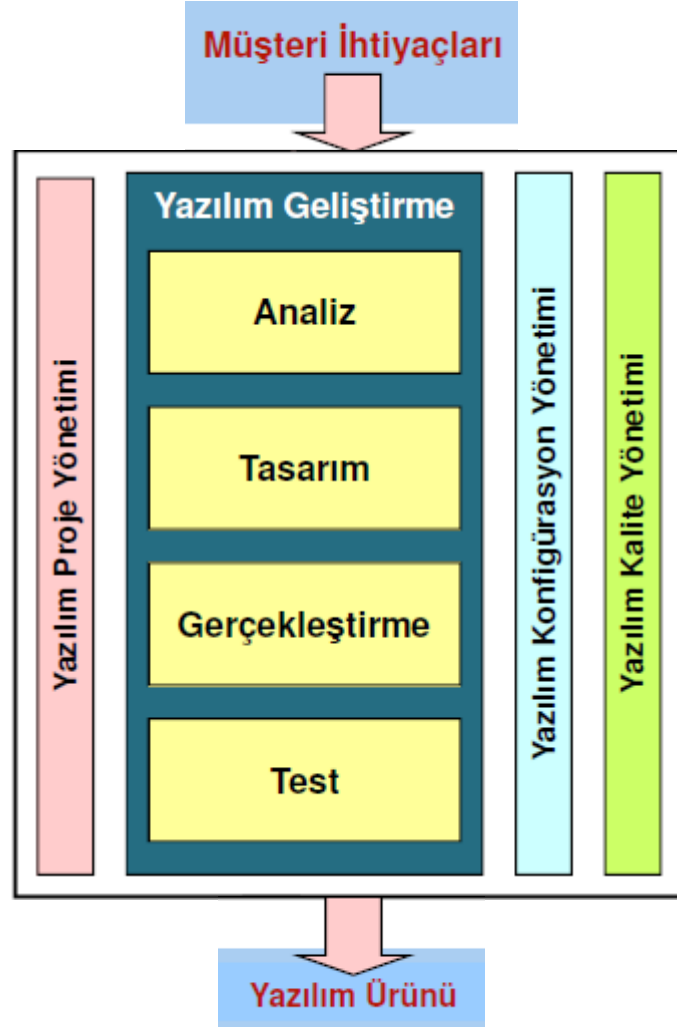 Müşteri İhtiyaçları
Yazılım Proje Yönetimi
Yazılım Geliştirme
Analiz
Tasarım
Gerçekleştirme
Test
Yazılım Konfigürasyon Yönetimi
Yazılım Kalite Yönetimi
Yazılım Ürünü